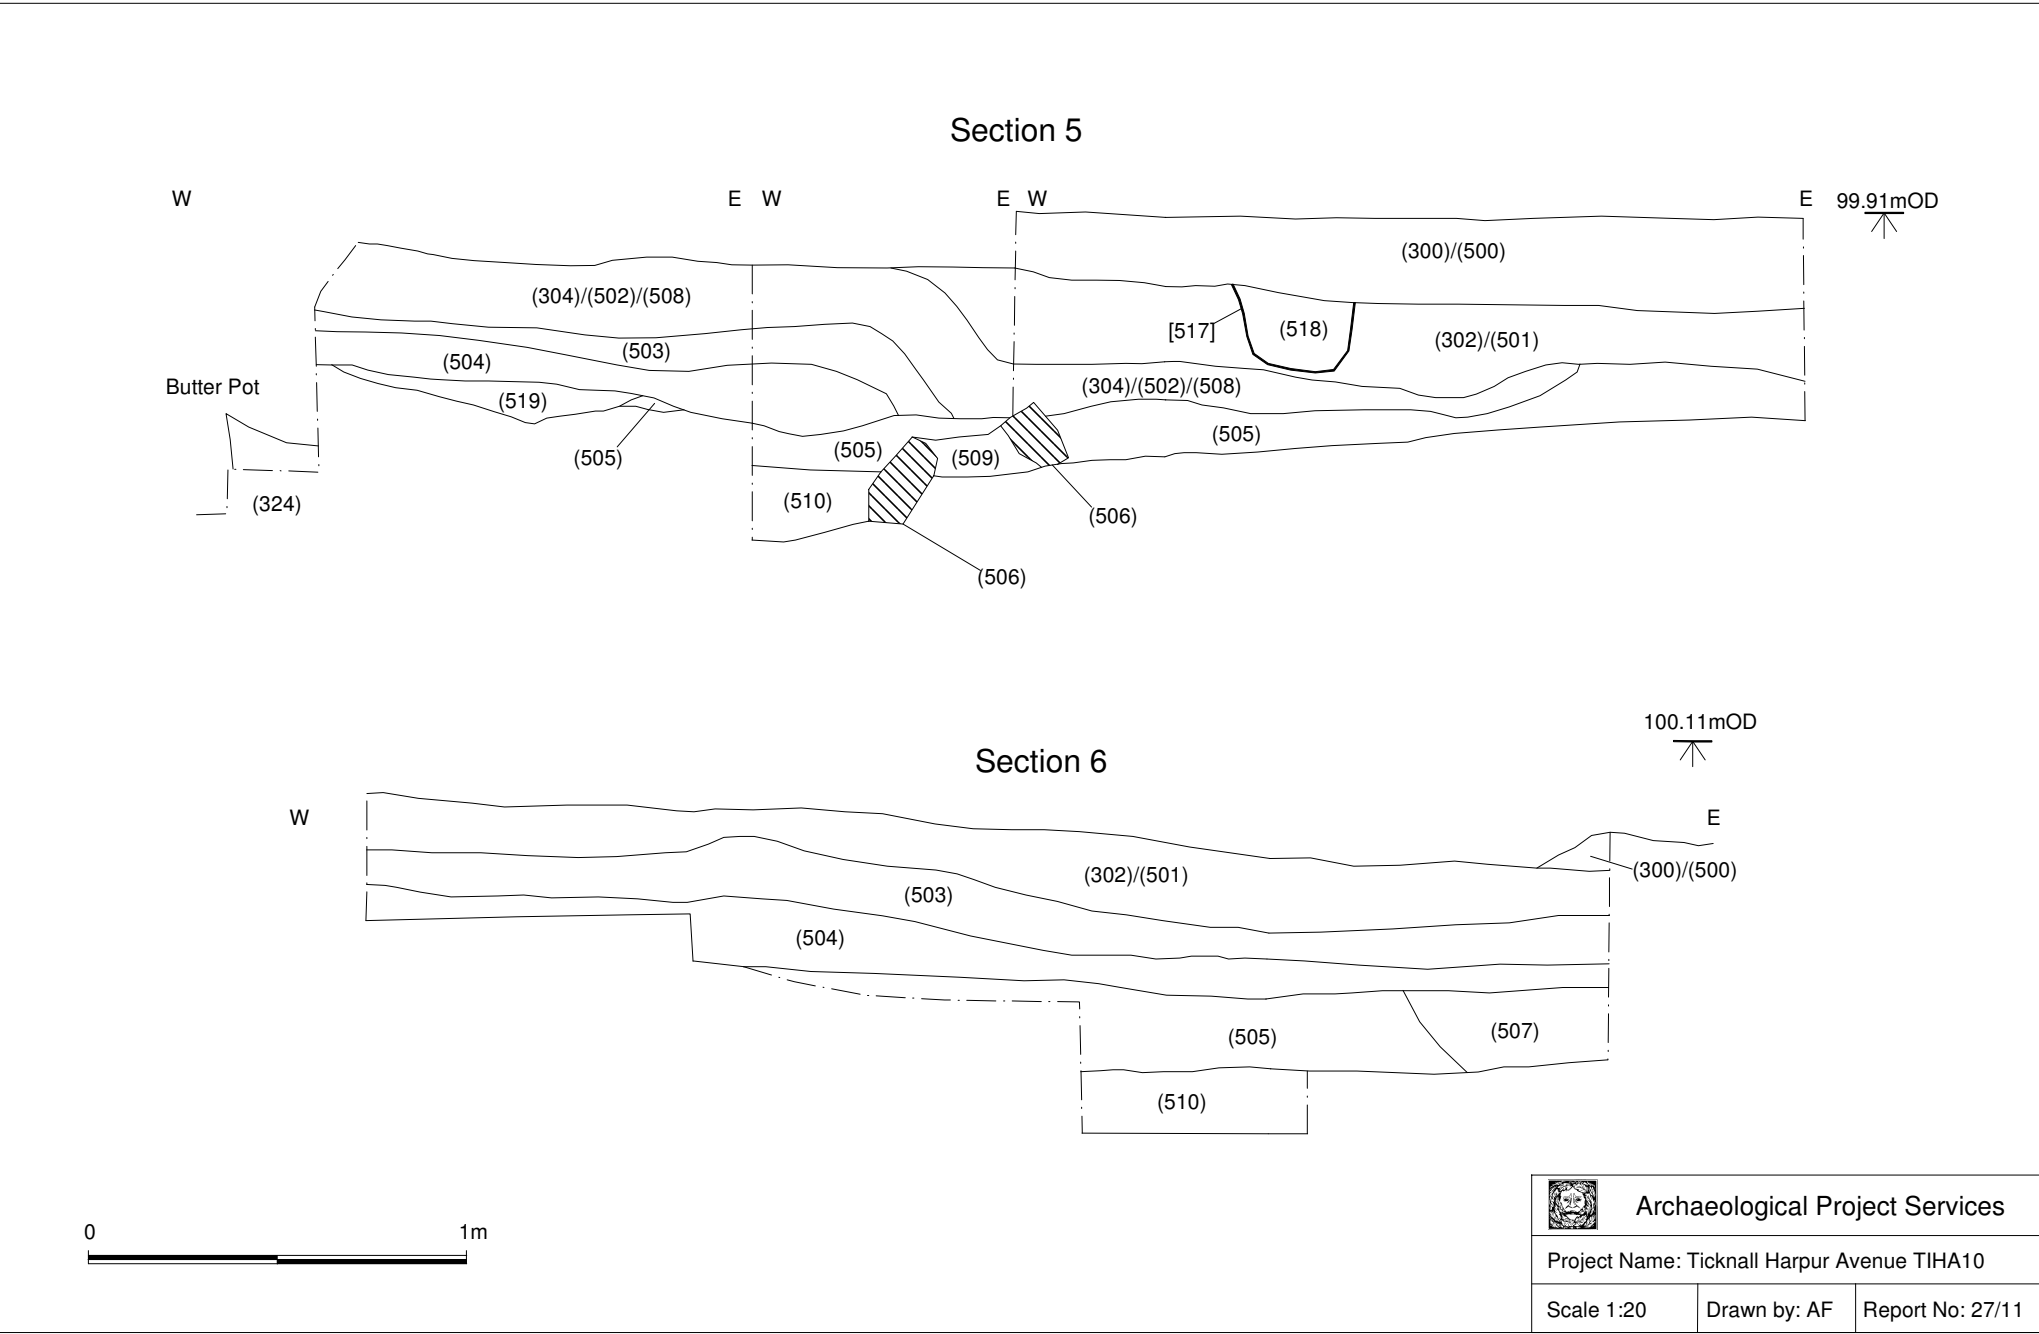 Section 5
W E W E W E 99.91mOD
(300)/(500)
(304)/(502)/(508)
[517] (518) (302)/(501)
(503)
(504)
Butter Pot (304)/(502)/(508)
(519)
(505) (505) (509) (505)
(324) (510) (506)
(506)
100.11mOD
Section 6
W E
(302)/(501) (300)/(500)
(503)
(504)
(505) (507)
(510)
0 1m
Archaeological Project Services
Project Name: Ticknall Harpur Avenue TIHA10
Scale 1:20 Drawn by: AF Report No: 27/11